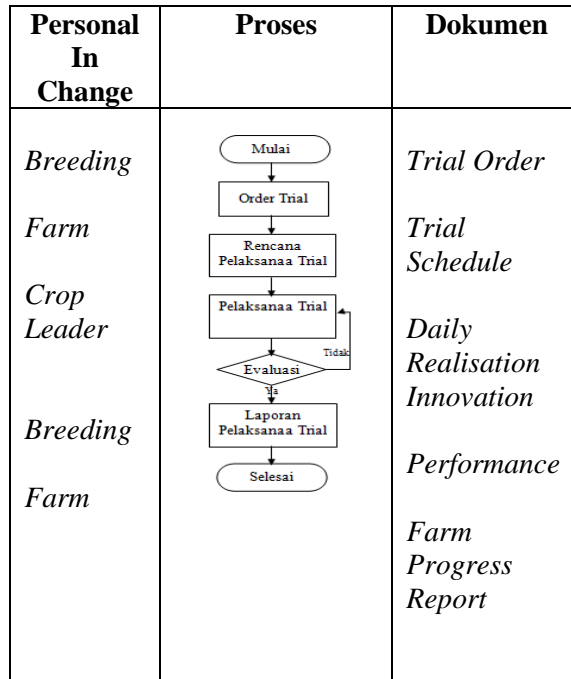 Personal
In
Change
Proses
Dokumen
Breeding
Farm
Crop
Leader
Breeding
Farm
Mulai
Order Trial
Rencana
Pelaksanaa Trial
Pelaksanaa Trial
Tidak
Evaluasi
Ya
Laporan
Pelaksanaa Trial
Selesai
Trial Order
Trial
Schedule
Daily
Realisation
Innovation
Performance
Farm
Progress
Report